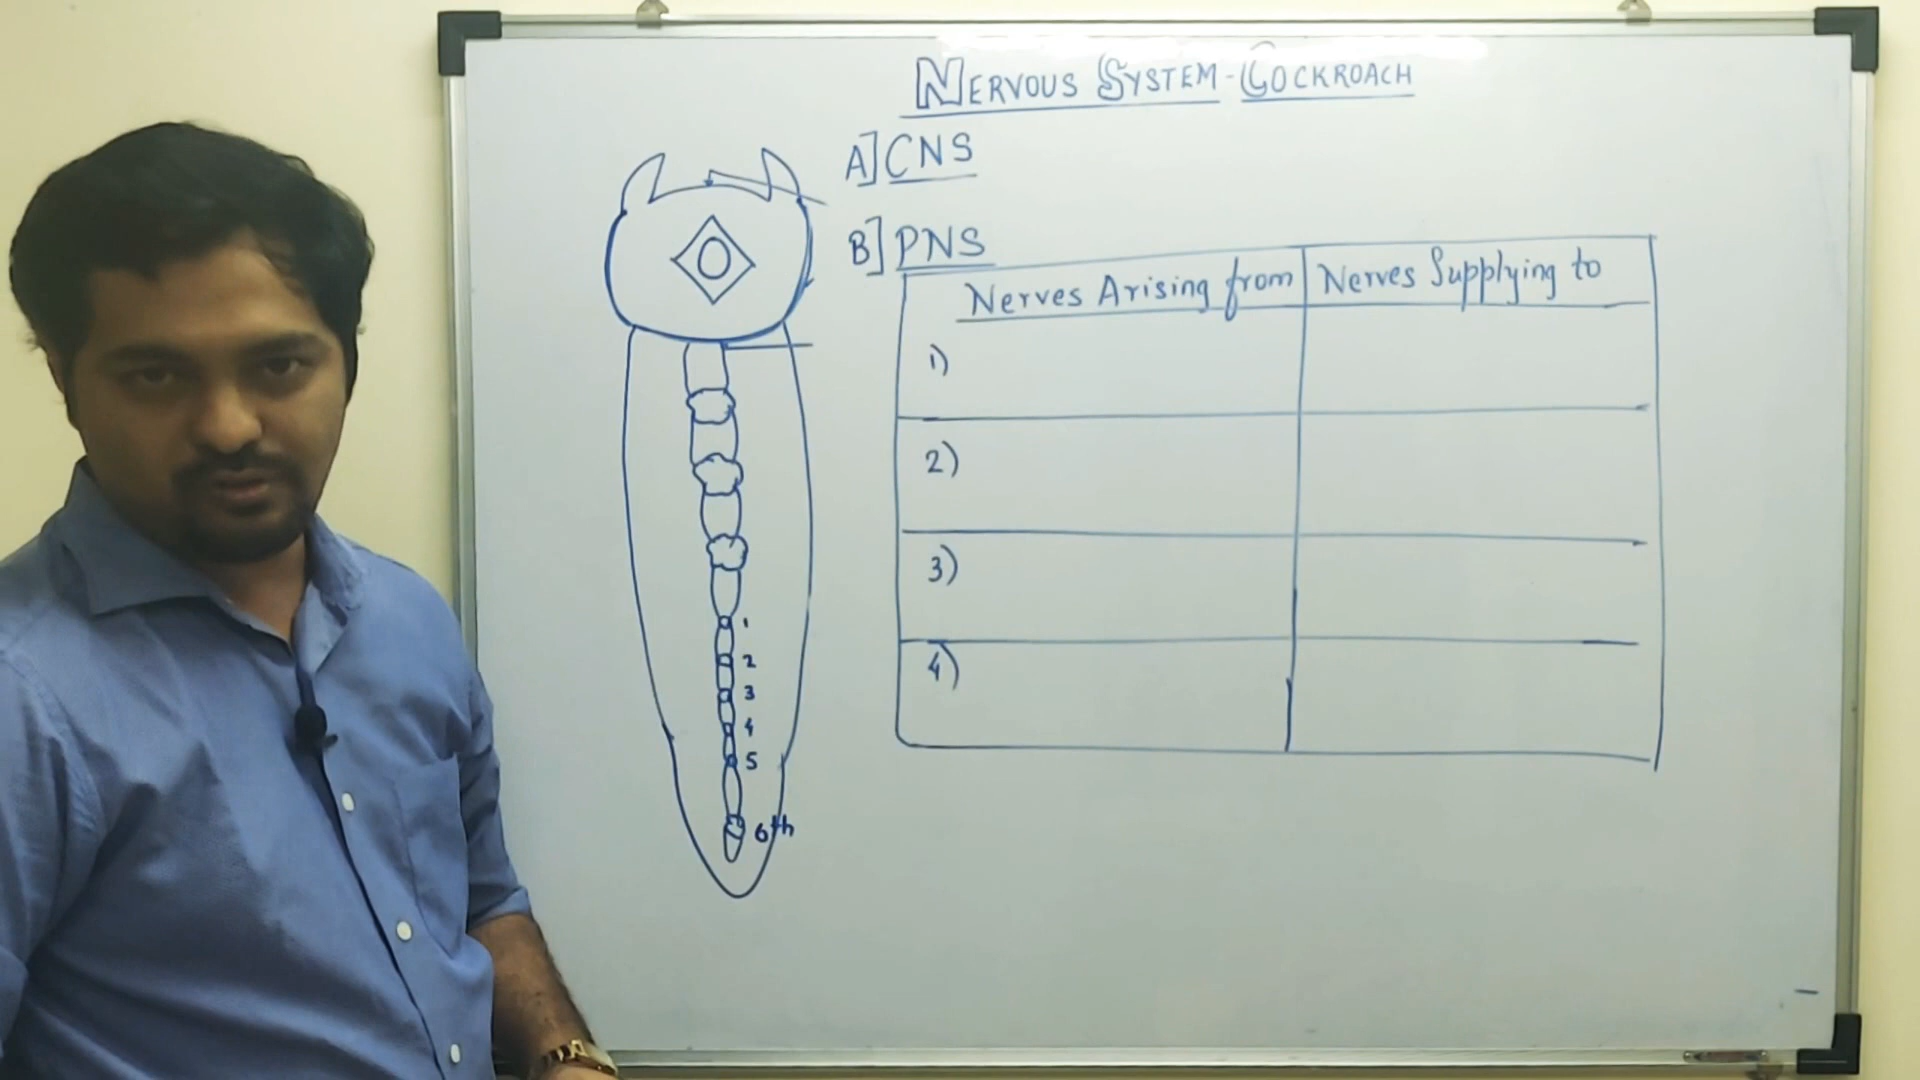 NERVOUS SYSTEM - COCKROACH
A] CNS
B] PNS
Nerves Arising from
Nerves Supplying to
1)
2)
3)
4)
1
2
3
4
5
6th